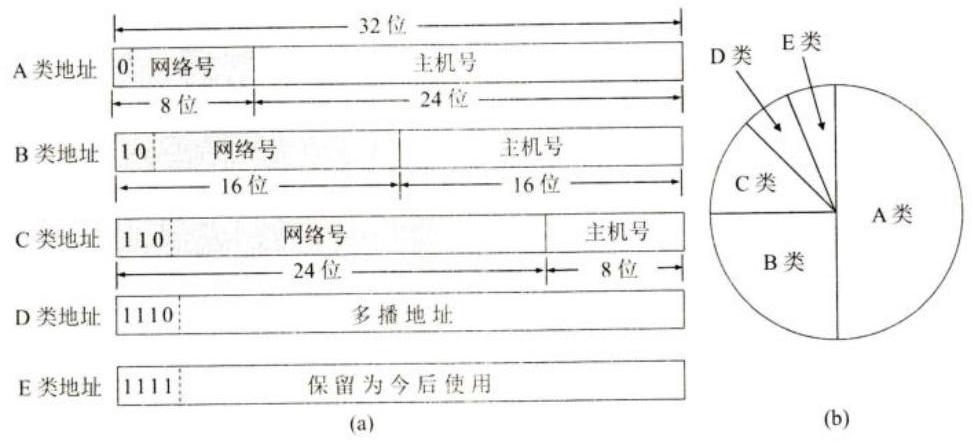 32 位
A 类地址 0 网络号 主机号
8 位 24 位
B 类地址 10 网络号 主机号
16 位 16 位
C 类地址 110 网络号 主机号
24 位 8 位
D 类地址 1110 多播地址
E 类地址 1111 保留为今后使用
(a)
D 类
E 类
C 类
A 类
B 类
(b)